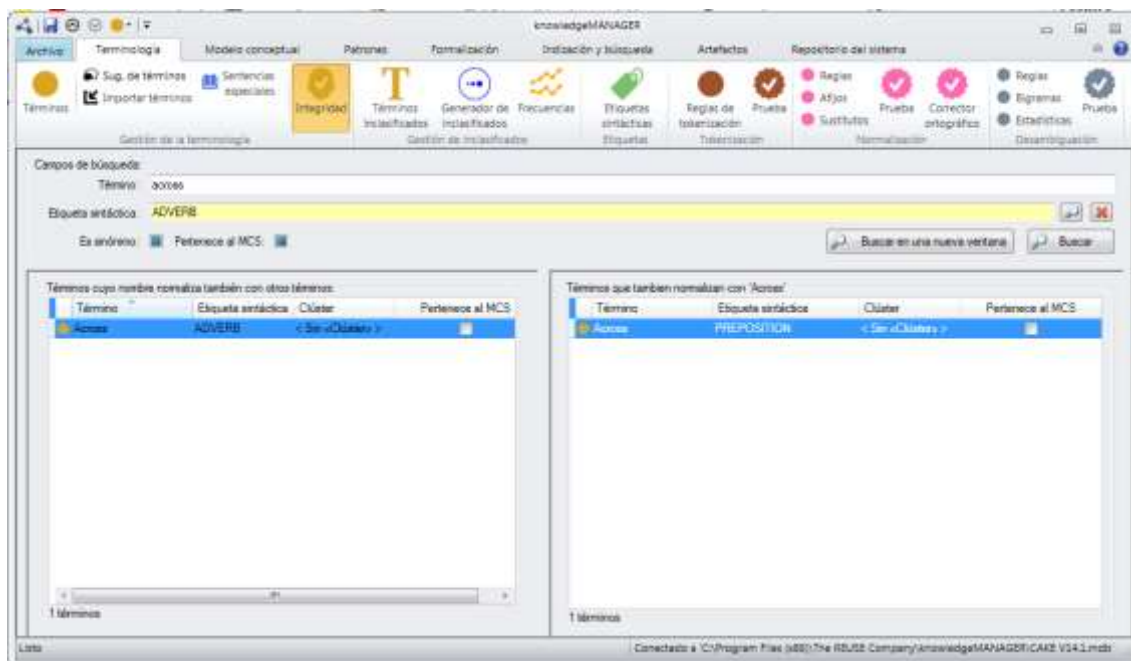 knowledgeMANAGER
Archivo Terminología Modelo conceptual Patrones Formalización Indización y búsqueda Artefactos Repositorio del sistema
Términos
Sug. de términos
Importar términos
Sentencias especiales
Integridad
Términos inclasificados
Generador de inclasificados
Frecuencias
Etiquetas sintácticas
Reglas de tokenización
Prueba
Reglas
Afijos
Sustitutos
Prueba
Corrector ortográfico
Reglas
Bigramas
Estadísticas
Prueba
Gestión de la terminología Gestión de inclasificados Etiquetas Tokenización Normalización Desambiguación
Campos de búsqueda:
Término: across
Etiqueta sintáctica: ADVERB
Es sinónimo: Pertenece al MCS:
Buscar en una nueva ventana Buscar
Términos cuyo nombre normaliza también con otros términos:
Término Etiqueta sintáctica Clúster Pertenece al MCS
Across ADVERB < Sin «Clúster» >
1 términos
Términos que tambien normalizan con 'Across'
Término Etiqueta sintáctica Clúster Pertenece al MCS
Across PREPOSITION < Sin «Clúster» >
1 términos
Listo
Conectado a 'C:\Program Files (x86)\The REUSE Company\knowledgeMANAGER\CAKE V14.1.mdb